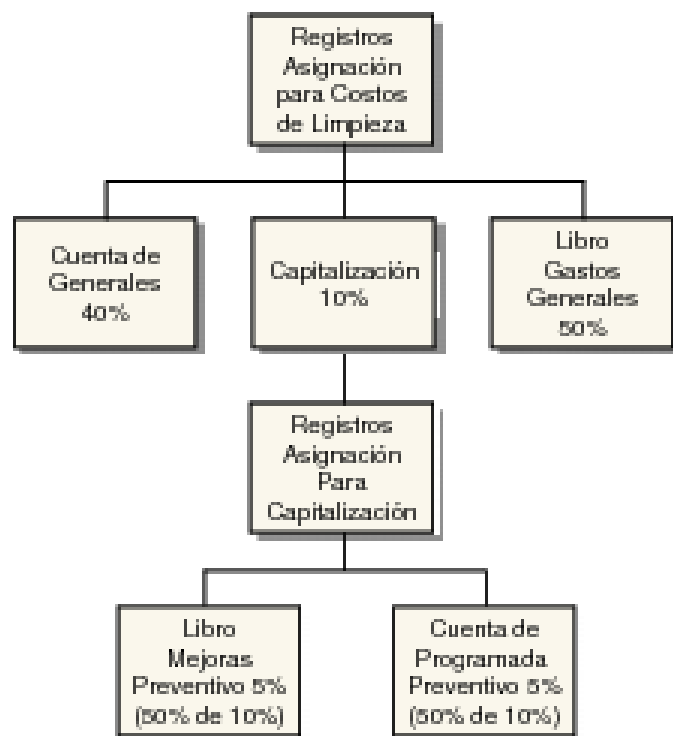 Registros
Asignación
para Costos
de Limpieza
Cuenta de
Generales
40%
Capitalización
10%
Libro
Gastos
Generales
50%
Registros
Asignación
Para
Capitalización
Libro
Mejoras
Preventivo 5%
(50% de 10%)
Cuenta de
Programada
Preventivo 5%
(50% de 10%)